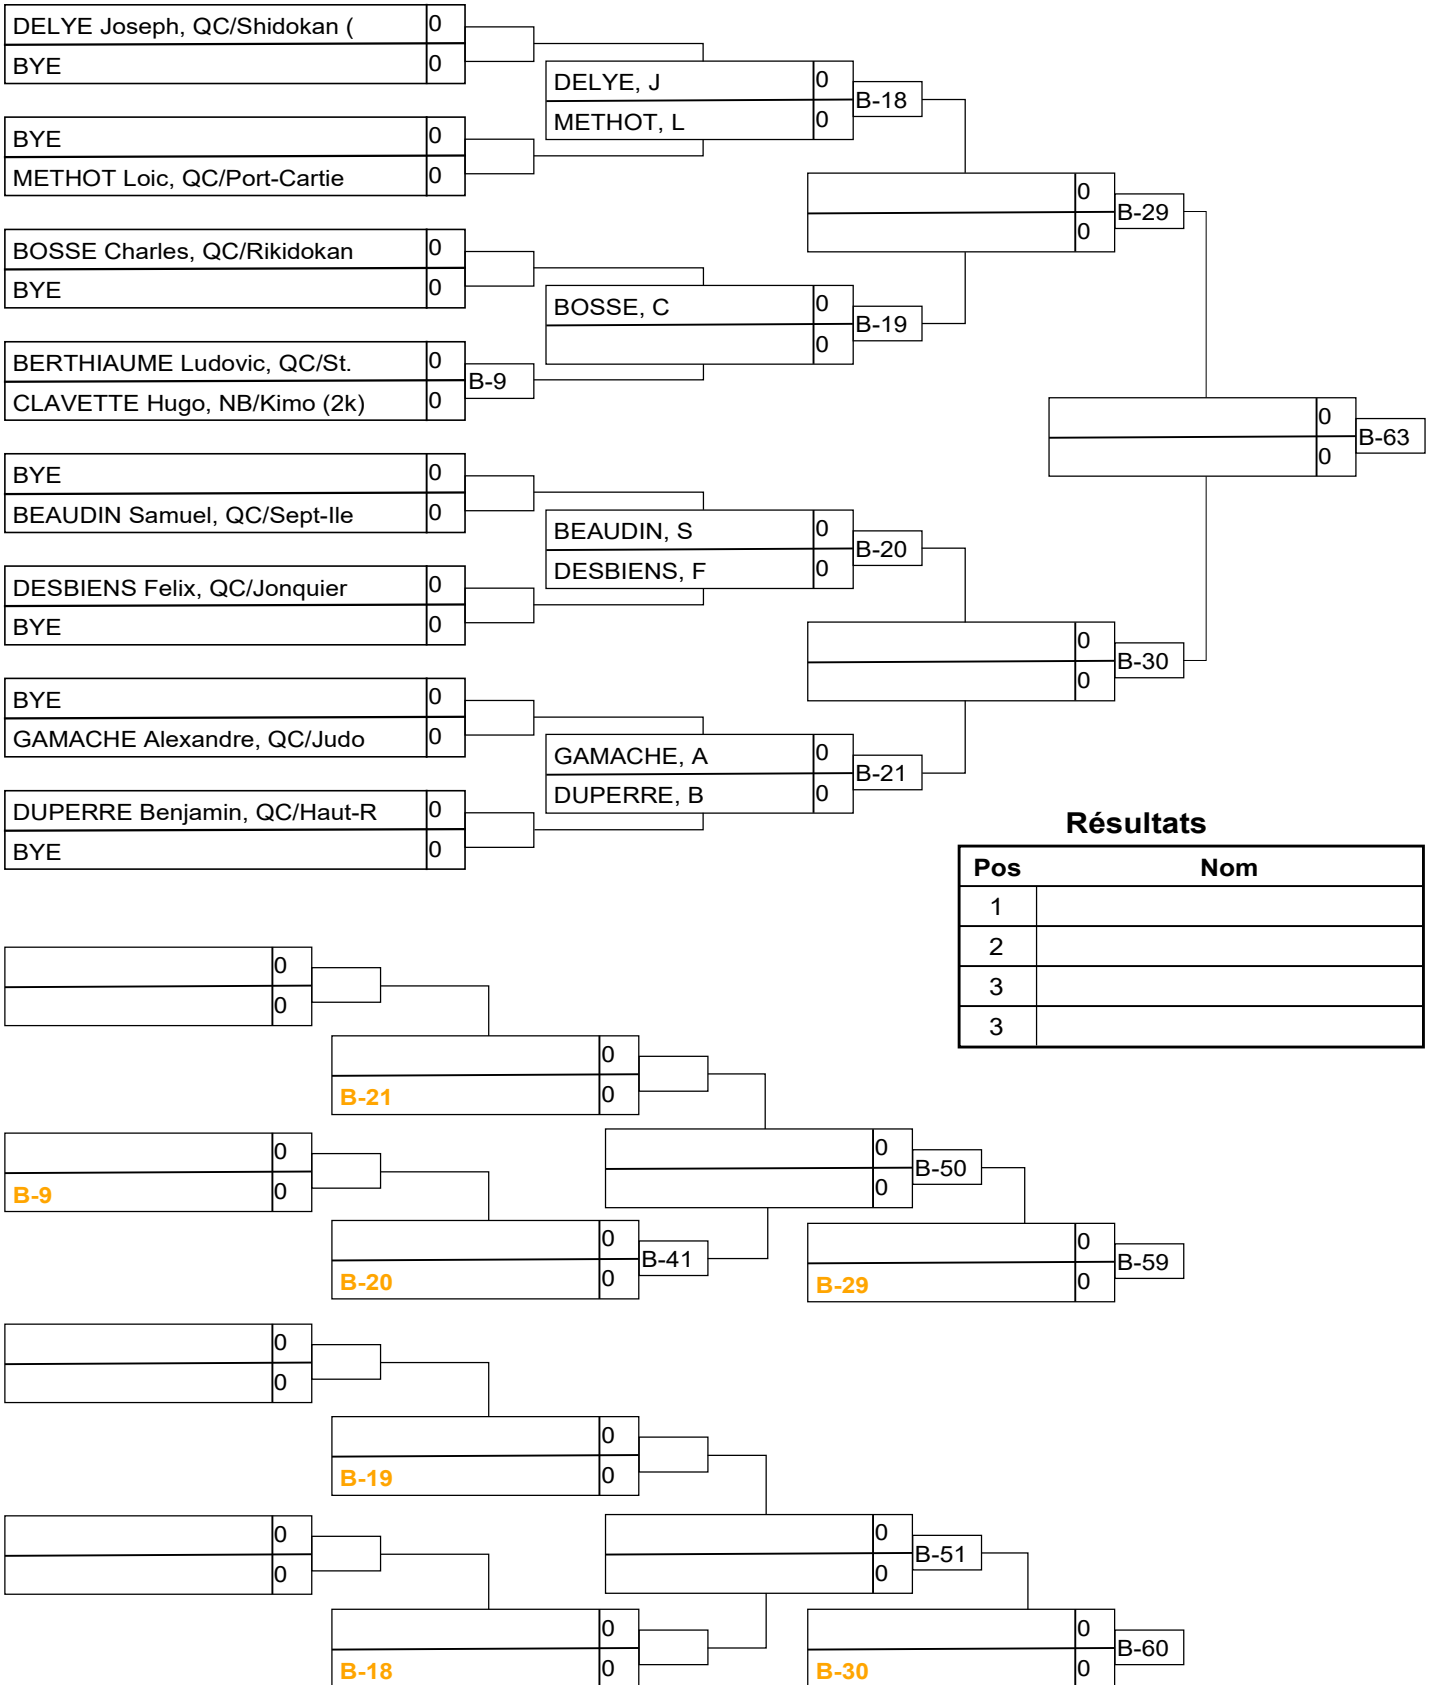 DELYE Joseph, QC/Shidokan ( 0
BYE 0
BYE 0
METHOT Loic, QC/Port-Cartie 0
BOSSE Charles, QC/Rikidokan 0
BYE 0
BERTHIAUME Ludovic, QC/St. 0
CLAVETTE Hugo, NB/Kimo (2k) 0
B-9
BYE 0
BEAUDIN Samuel, QC/Sept-Ile 0
DESBIENS Felix, QC/Jonquier 0
BYE 0
BYE 0
GAMACHE Alexandre, QC/Judo 0
DUPERRE Benjamin, QC/Haut-R 0
BYE 0
DELYE, J 0
METHOT, L 0
B-18
BOSSE, C 0
0
B-19
BEAUDIN, S 0
DESBIENS, F 0
B-20
GAMACHE, A 0
DUPERRE, B 0
B-21
0
0
B-29
0
0
B-30
0
0
B-63
Résultats
Pos Nom
1
2
3
3
0
0
0
B-21 0
0
B-9 0
0
B-20 0
B-41
0
0
B-50
0
B-29 0
B-59
0
0
0
B-19 0
0
0
0
B-18 0
0
0
B-51
0
B-30 0
B-60